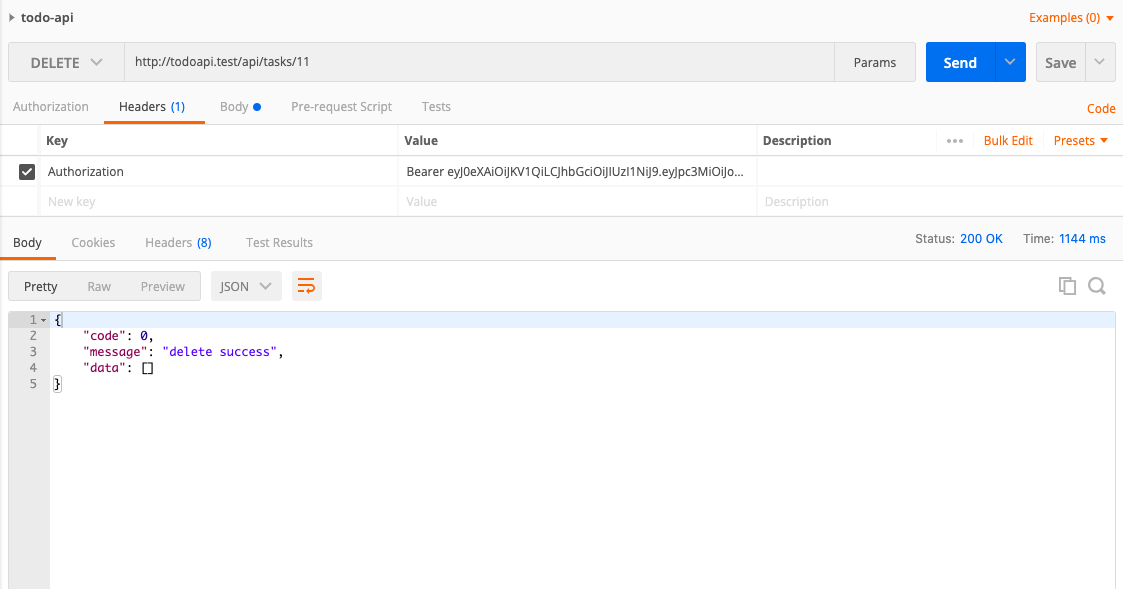 todo-api
Examples (0)
DELETE http://todoapi.test/api/tasks/11 Params Send Save
Authorization Headers (1) Body Pre-request Script Tests
Code
Key Value Description ••• Bulk Edit Presets
Authorization Bearer eyJ0eXAiOiJKV1QiLCJhbGciOiJIUzI1NiJ9.eyJpc3MiOiJo...
New key Value Description
Body Cookies Headers (8) Test Results Status: 200 OK Time: 1144 ms
Pretty Raw Preview JSON
1 {
2 "code": 0,
3 "message": "delete success",
4 "data": []
5 }